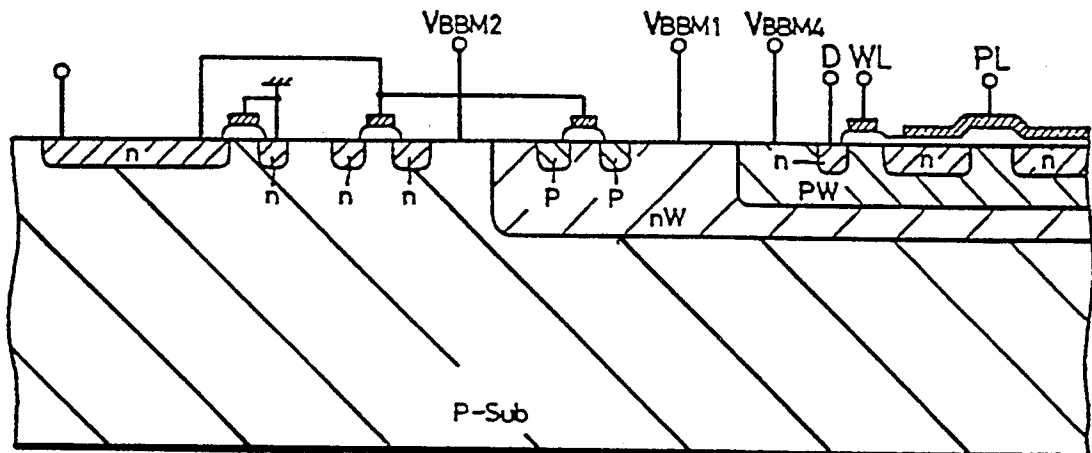 VBBM2 VBBM1 VBBM4
D WL PL
n n n n
n n n P P
nW PW
P-Sub